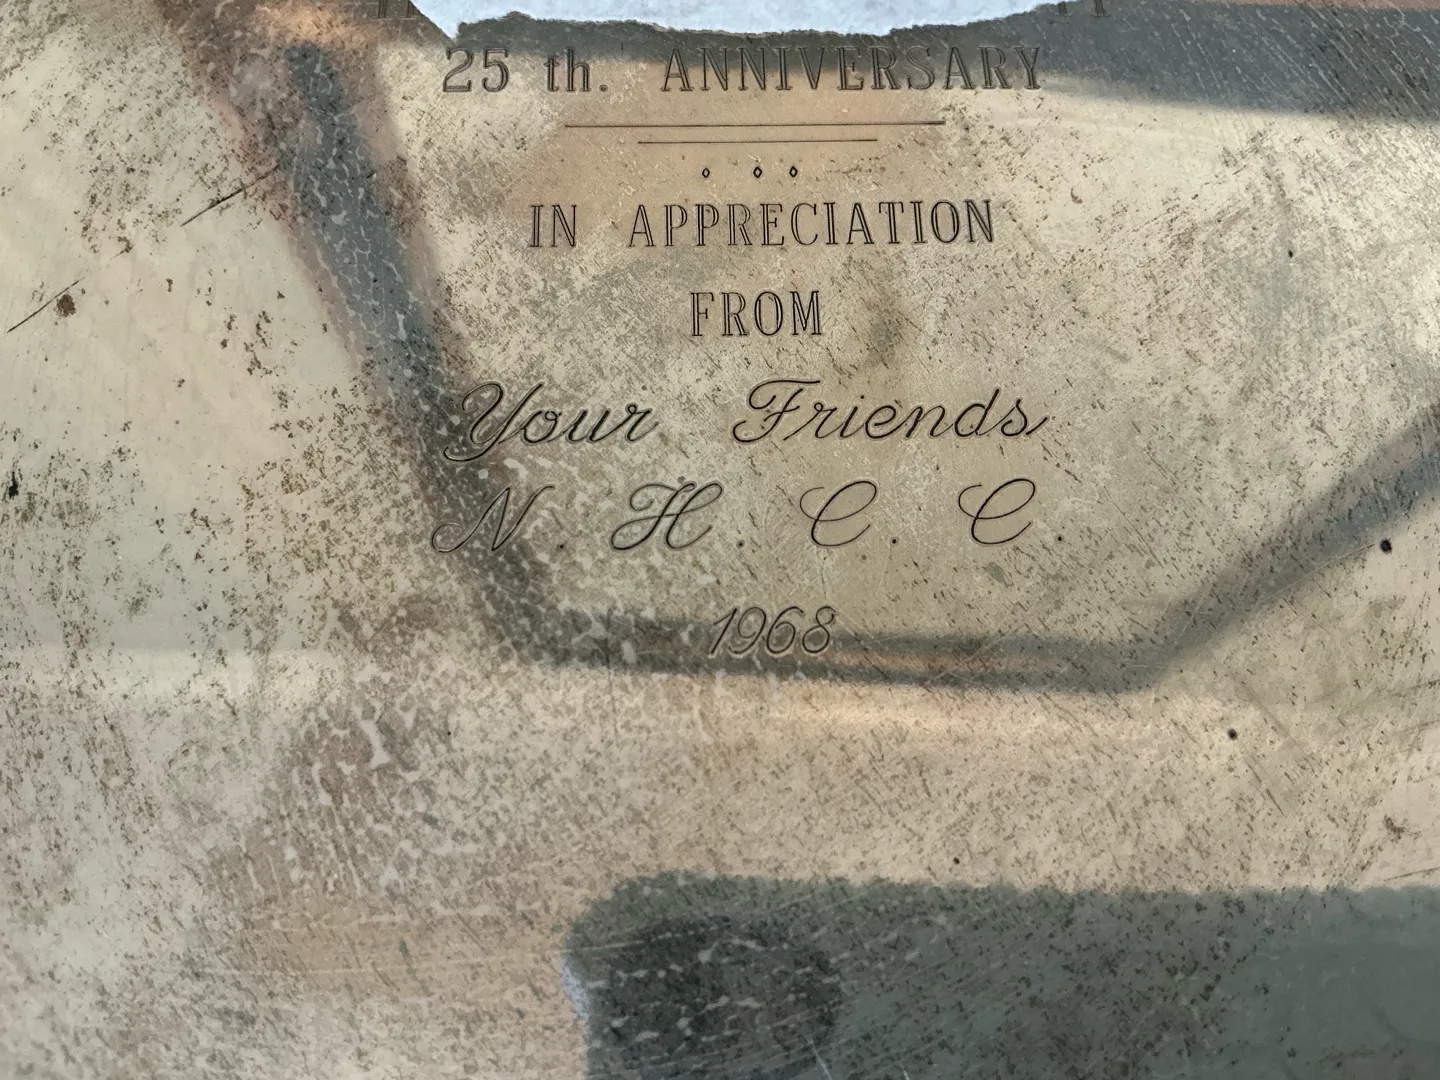 25 th. ANNIVERSARY
IN APPRECIATION
FROM
Your Friends
N. H. C. C.
1968